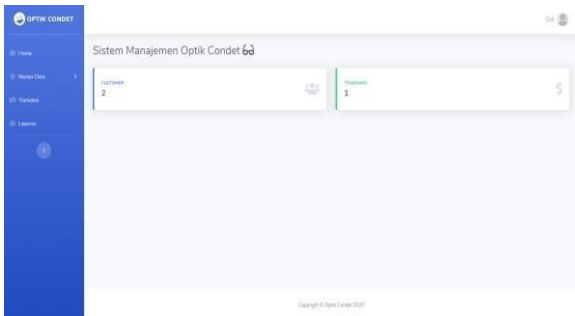 OPTIK CONDET
Home
Master Data
Transaksi
Laporan
Sistem Manajemen Optik Condet
CUSTOMER
2
TRANSAKSI
1
Copyright © Optik Condet 2020